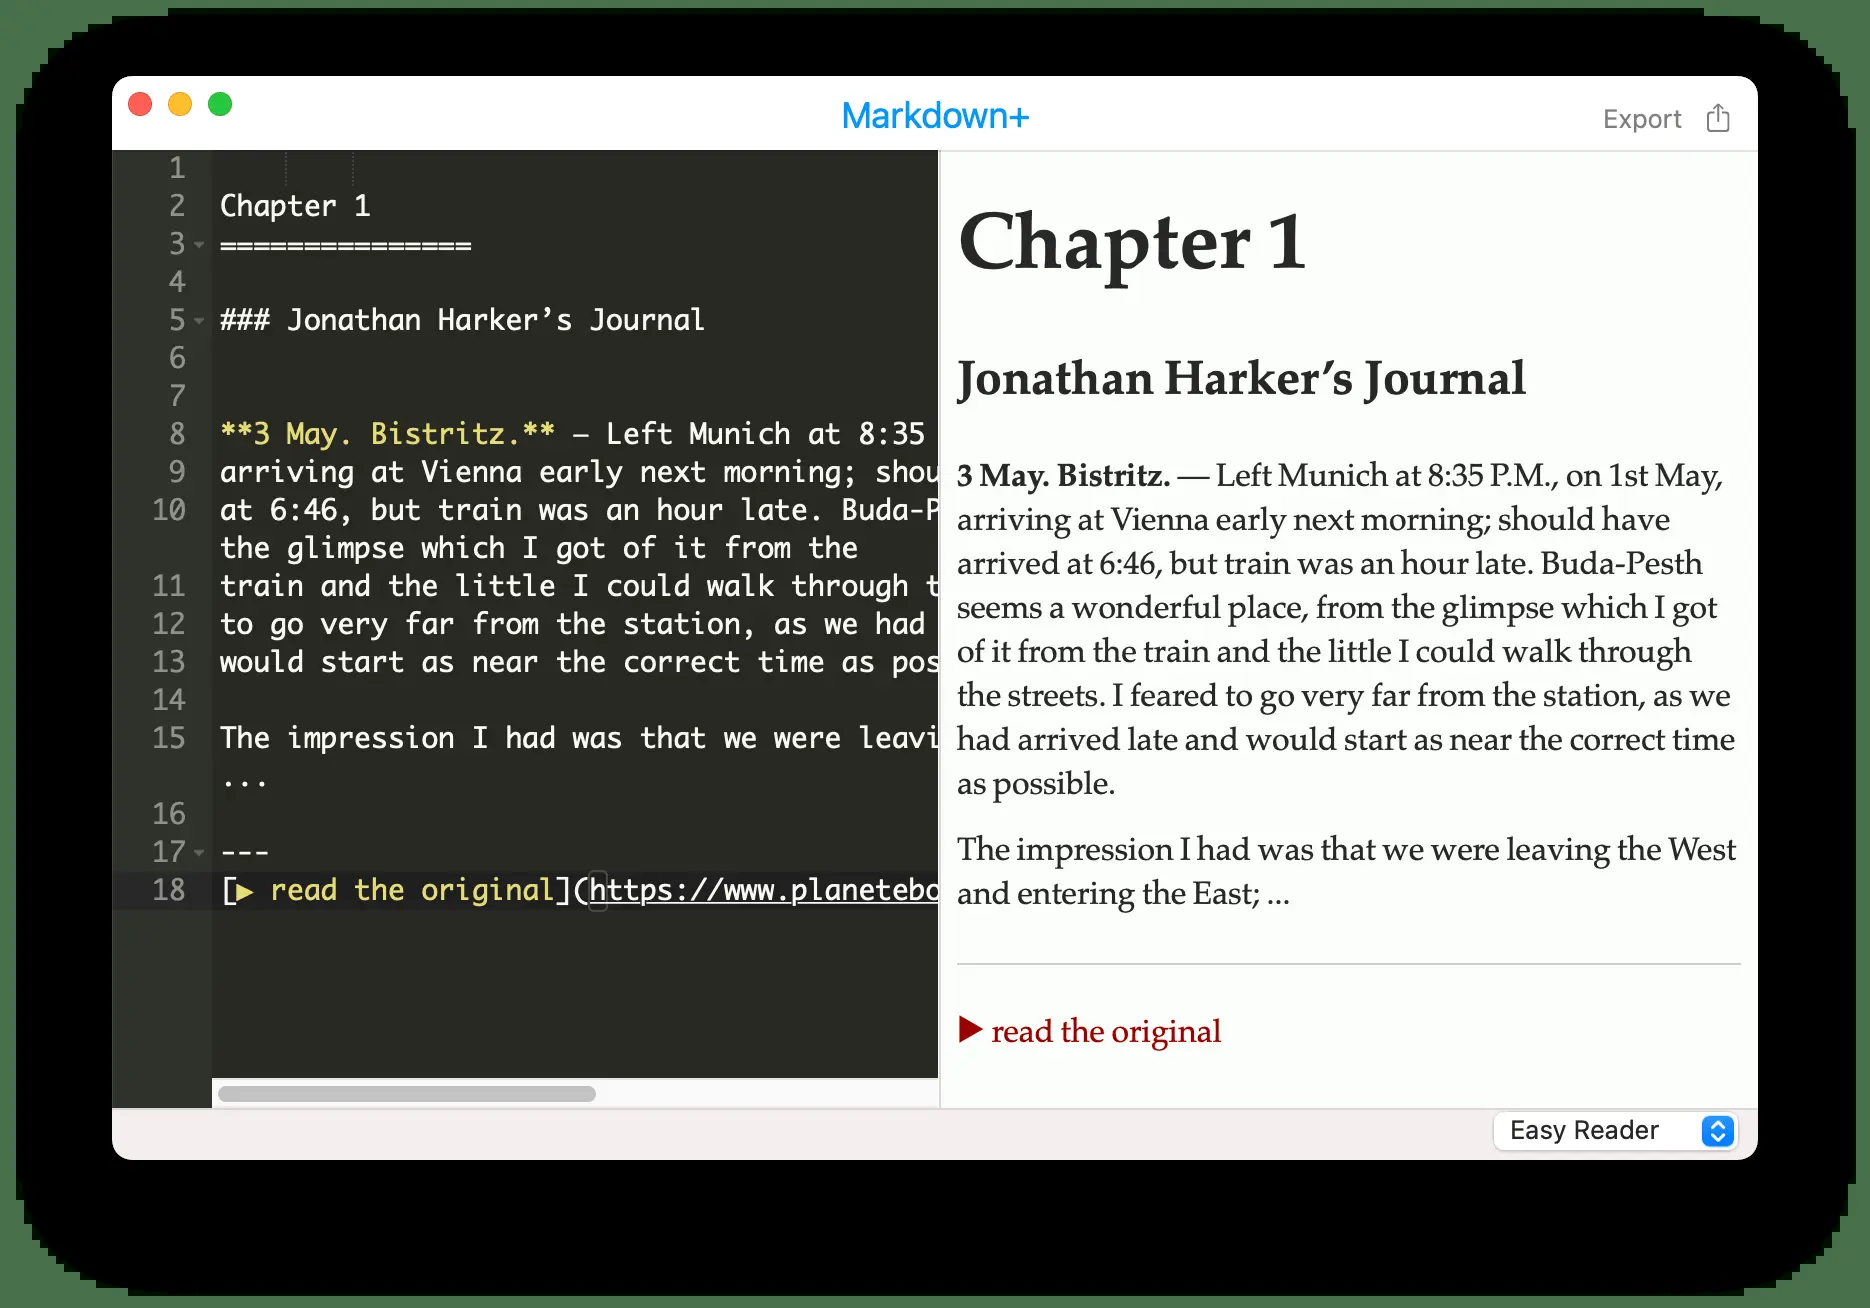 Markdown+
Export
1
2 Chapter 1
3 ===============
4
5 ### Jonathan Harker’s Journal
6
7
8 **3 May. Bistritz.** — Left Munich at 8:35
9 arriving at Vienna early next morning; shou
10 at 6:46, but train was an hour late. Buda-P
the glimpse which I got of it from the
11 train and the little I could walk through t
12 to go very far from the station, as we had
13 would start as near the correct time as pos
14
15 The impression I had was that we were leavi
...
16
17 ---
18 [▶ read the original](https://www.planetebo
Chapter 1
Jonathan Harker’s Journal
3 May. Bistritz. — Left Munich at 8:35 P.M., on 1st May,
arriving at Vienna early next morning; should have
arrived at 6:46, but train was an hour late. Buda-Pesth
seems a wonderful place, from the glimpse which I got
of it from the train and the little I could walk through
the streets. I feared to go very far from the station, as we
had arrived late and would start as near the correct time
as possible.
The impression I had was that we were leaving the West
and entering the East; ...
▶ read the original
Easy Reader